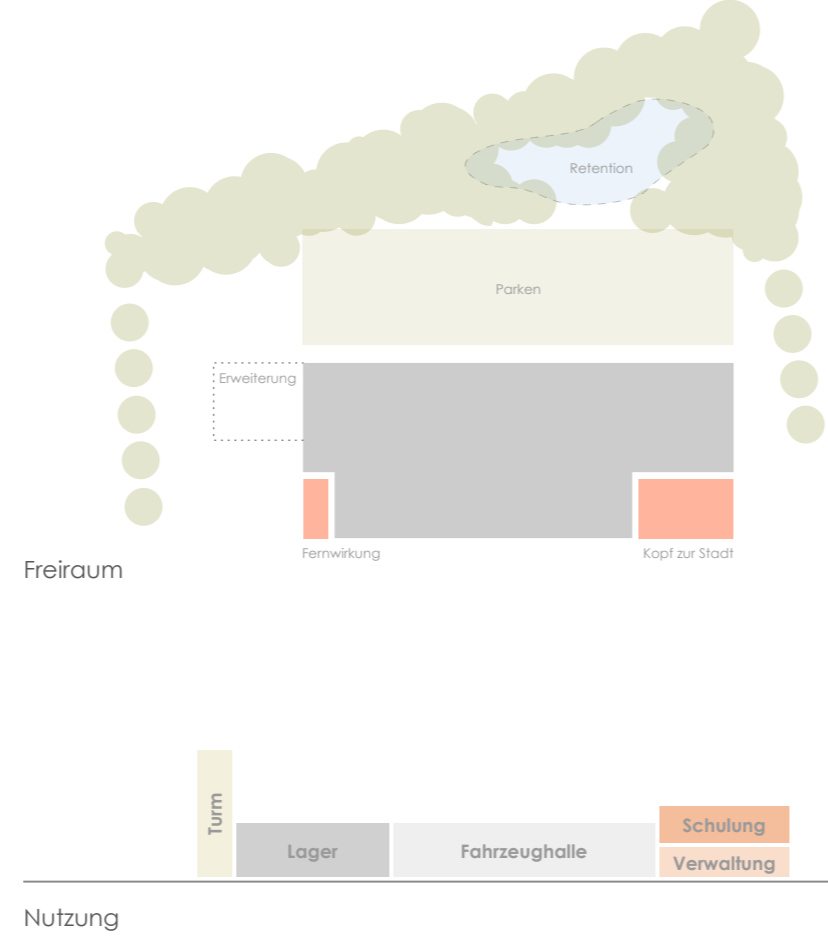 Retention
Parken
Erweiterung
Fernwirkung
Kopf zur Stadt
Freiraum
Turm
Lager
Fahrzeughalle
Schulung
Verwaltung
Nutzung